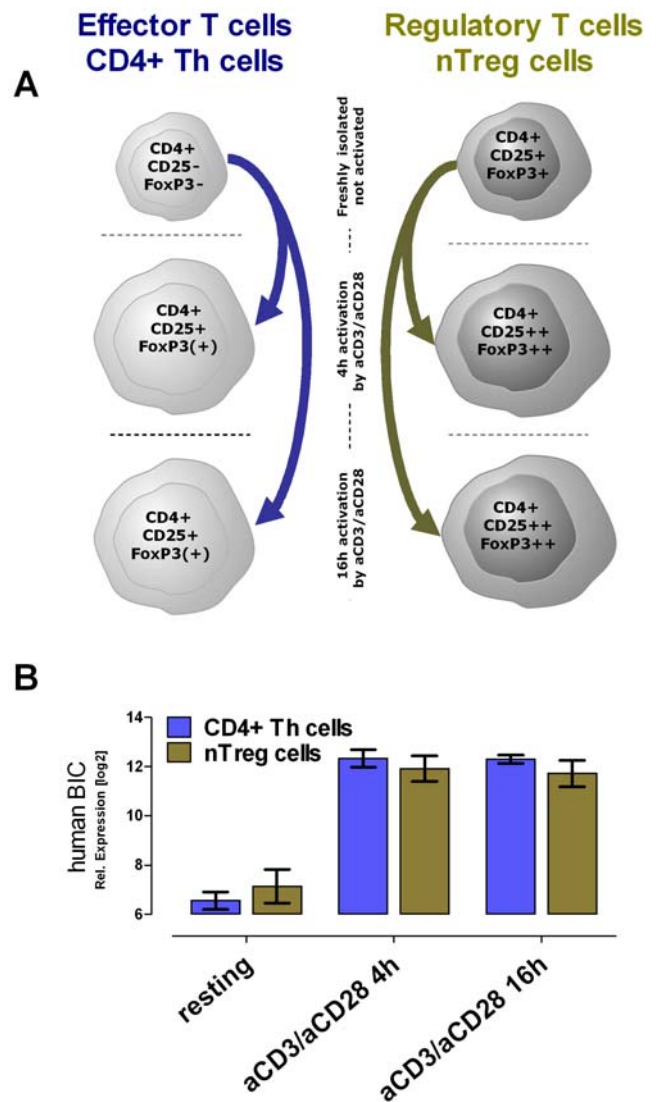 Effector T cells
CD4+ Th cells
Regulatory T cells
nTreg cells
A
CD4+
CD25-
FoxP3-
Freshly isolated
not activated
CD4+
CD25+
FoxP3+
CD4+
CD25+
FoxP3(+)
4h activation
by aCD3/aCD28
CD4+
CD25++
FoxP3++
CD4+
CD25+
FoxP3(+)
16h activation
by aCD3/aCD28
CD4+
CD25++
FoxP3++
B
human BIC
Rel. Expression [log2]
14
12
10
8
6
CD4+ Th cells
nTreg cells
resting
aCD3/aCD28 4h
aCD3/aCD28 16h